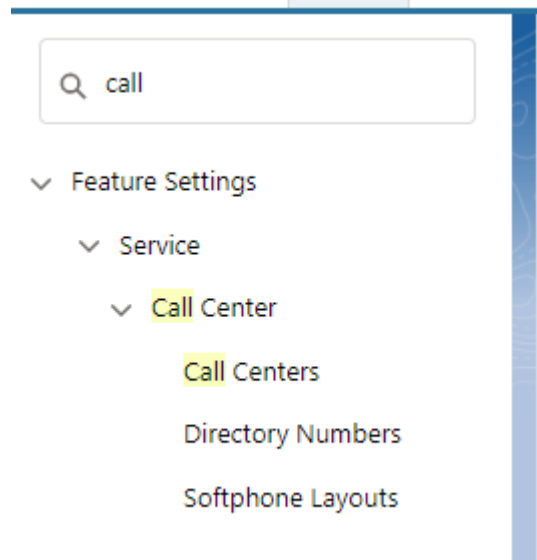 call
Feature Settings
Service
Call Center
Call Centers
Directory Numbers
Softphone Layouts